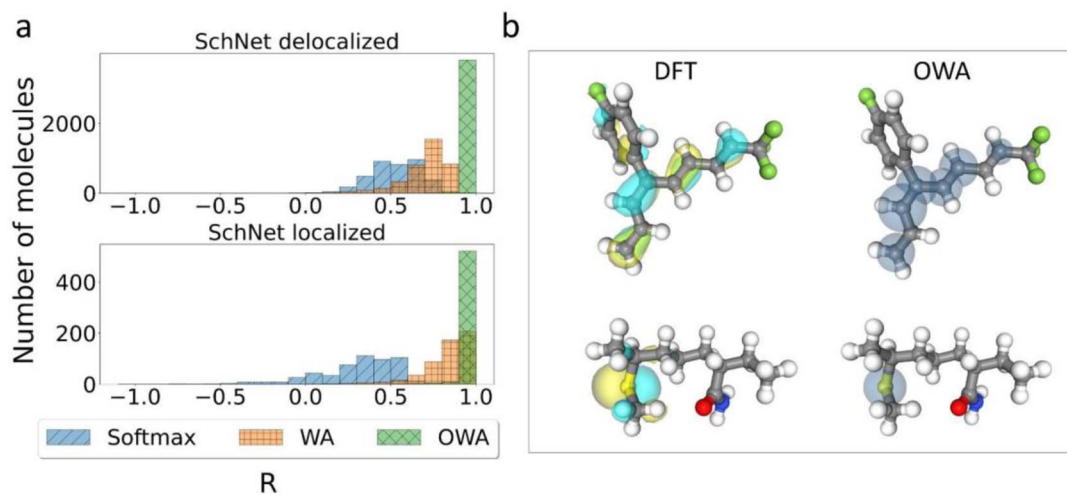 a
SchNet delocalized
Number of molecules
2000
0
−1.0 −0.5 0.0 0.5 1.0
SchNet localized
400
200
0
−1.0 −0.5 0.0 0.5 1.0
Softmax WA OWA
R
b
DFT OWA